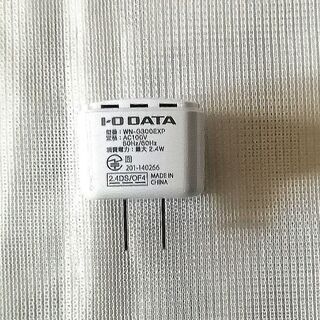 I-O DATA
型番：WN-G300EXP
定格：AC100V
50Hz/60Hz
消費電力：最大 2.4W
201-140266
2.4DS/OF4
MADE IN
CHINA